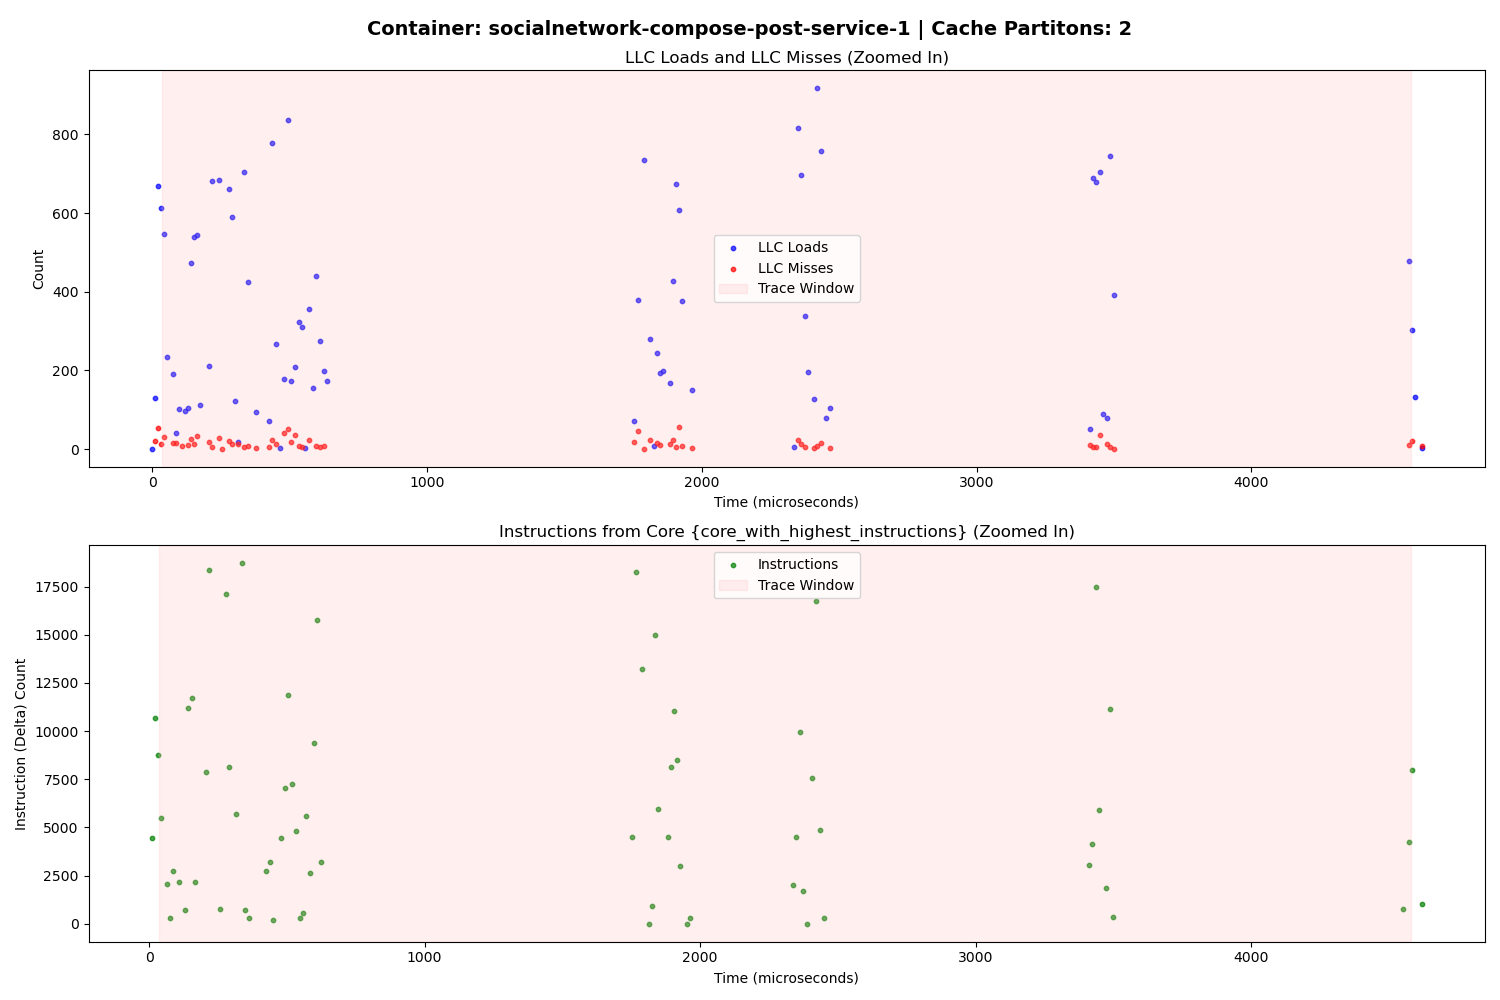 Container: socialnetwork-compose-post-service-1 | Cache Partitons: 2
LLC Loads and LLC Misses (Zoomed In)
Count
800
600
400
200
0
LLC Loads
LLC Misses
Trace Window
0 1000 2000 3000 4000
Time (microseconds)
Instructions from Core {core_with_highest_instructions} (Zoomed In)
Instruction (Delta) Count
17500
15000
12500
10000
7500
5000
2500
0
Instructions
Trace Window
0 1000 2000 3000 4000
Time (microseconds)